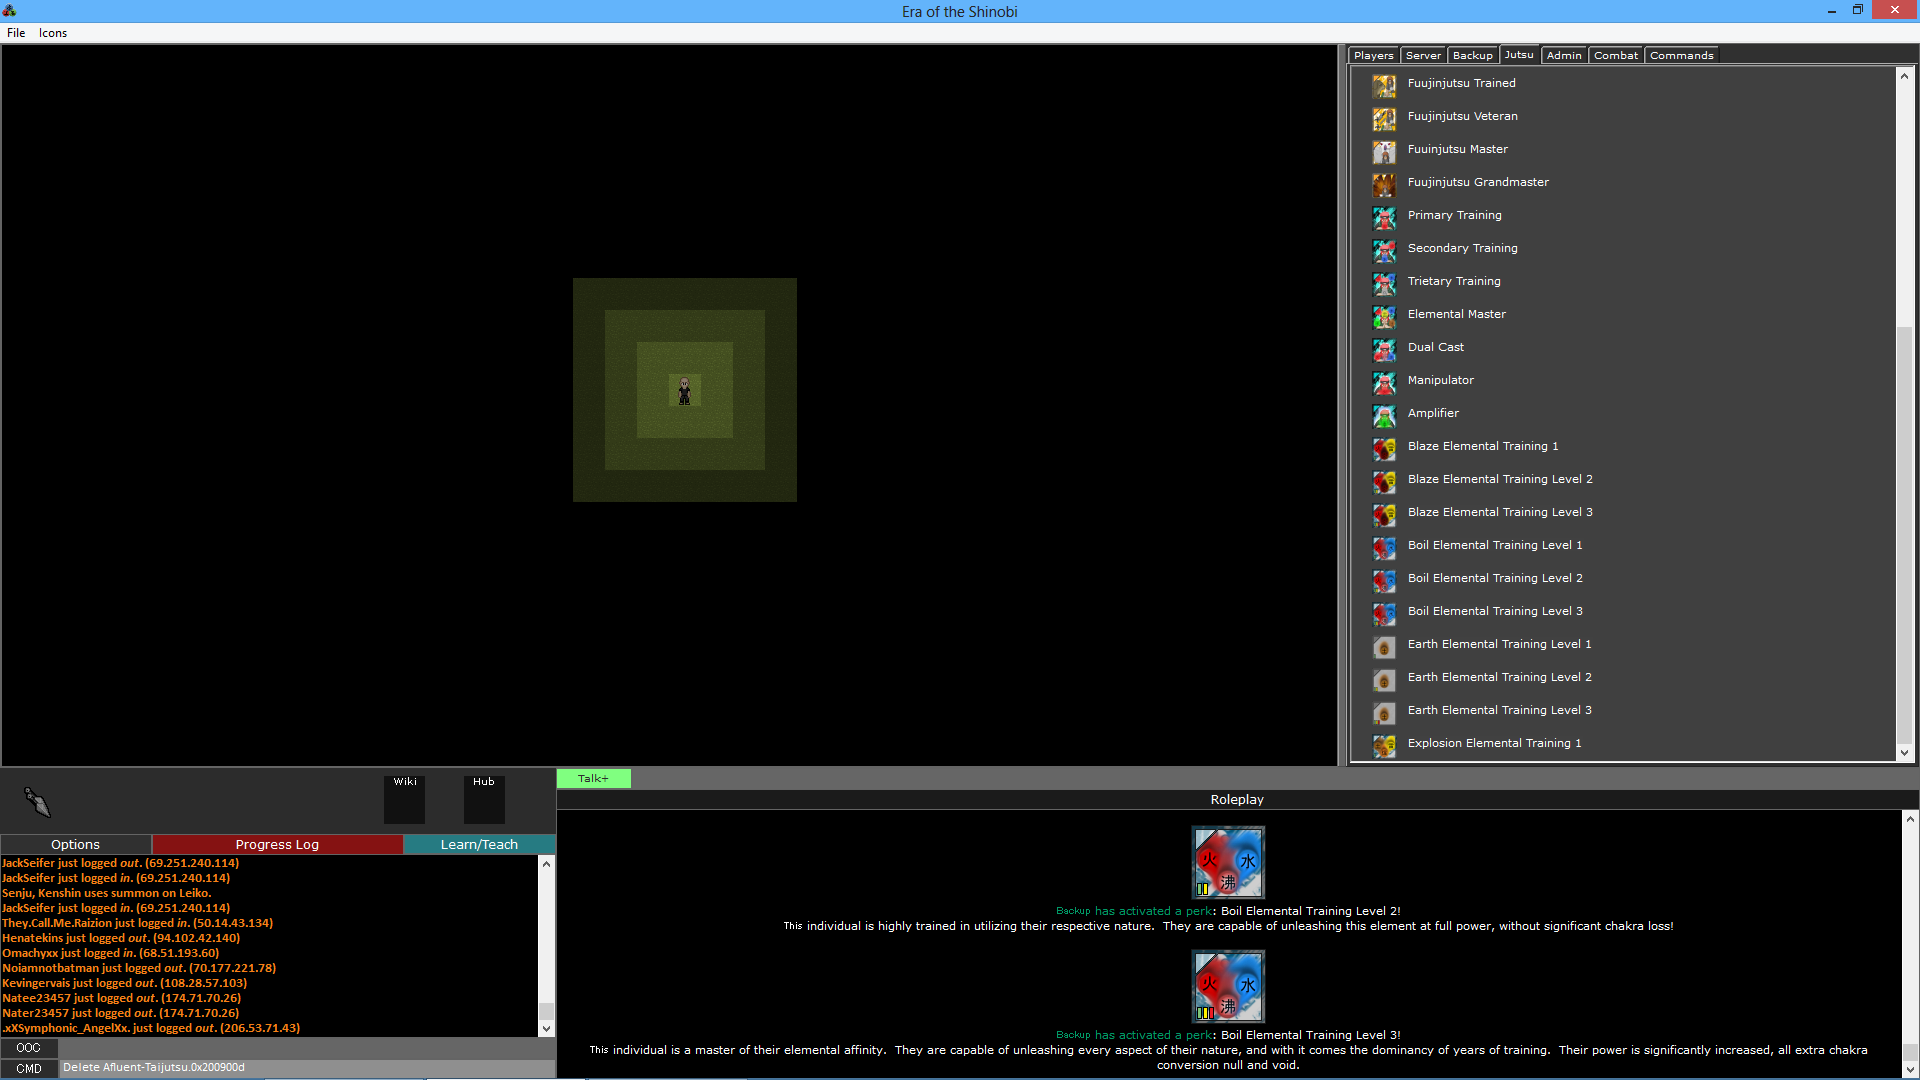 Era of the Shinobi
File Icons
Players Server Backup Jutsu Admin Combat Commands
Fuujinjutsu Trained
Fuujinjutsu Veteran
Fuuinjutsu Master
Fuujinjutsu Grandmaster
Primary Training
Secondary Training
Trietary Training
Elemental Master
Dual Cast
Manipulator
Amplifier
Blaze Elemental Training 1
Blaze Elemental Training Level 2
Blaze Elemental Training Level 3
Boil Elemental Training Level 1
Boil Elemental Training Level 2
Boil Elemental Training Level 3
Earth Elemental Training Level 1
Earth Elemental Training Level 2
Earth Elemental Training Level 3
Explosion Elemental Training 1
Wiki Hub
Options Progress Log Learn/Teach
JackSeifer just logged out. (69.251.240.114)
JackSeifer just logged in. (69.251.240.114)
Senju, Kenshin uses summon on Leiko.
JackSeifer just logged in. (69.251.240.114)
They.Call.Me.Raizion just logged in. (50.14.43.134)
Henatekins just logged out. (94.102.42.140)
Omachyxx just logged in. (68.51.193.60)
Noiamnotbatman just logged out. (70.177.221.78)
Kevingervais just logged out. (108.28.57.103)
Natee23457 just logged out. (174.71.70.26)
Nater23457 just logged out. (174.71.70.26)
.xXSymphonic_AngelXx. just logged out. (206.53.71.43)
OOC
CMD Delete Afluent-Taijutsu.0x200900d
Talk+
Roleplay
火 水
沸
Backup has activated a perk: Boil Elemental Training Level 2!
This individual is highly trained in utilizing their respective nature. They are capable of unleashing this element at full power, without significant chakra loss!
火 水
沸
Backup has activated a perk: Boil Elemental Training Level 3!
This individual is a master of their elemental affinity. They are capable of unleashing every aspect of their nature, and with it comes the dominancy of years of training. Their power is significantly increased, all extra chakra
conversion null and void.